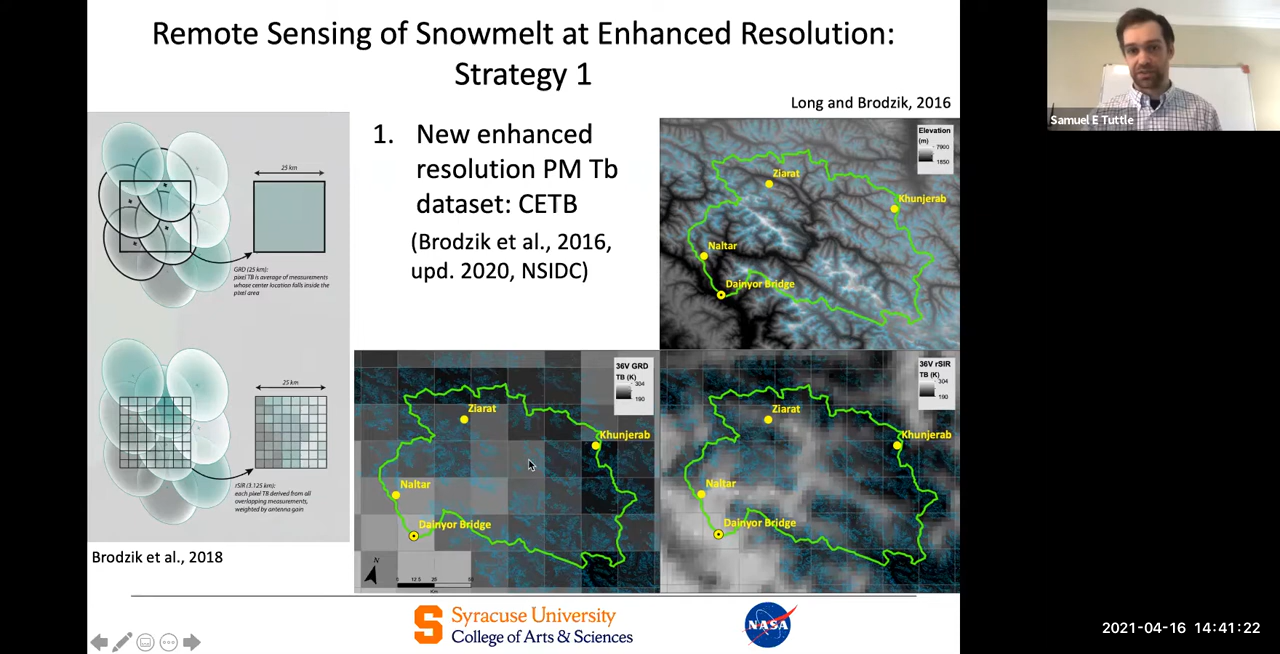 Remote Sensing of Snowmelt at Enhanced Resolution:
Strategy 1
Long and Brodzik, 2016
1. New enhanced
resolution PM Tb
dataset: CETB
(Brodzik et al., 2016,
upd. 2020, NSIDC)
25 km
GRD (25 km):
pixel TB is average of measurements
whose center location falls inside the
pixel area
25 km
rSIR (3.125 km):
each pixel TB derived from all
overlapping measurements,
weighted by antenna gain
Brodzik et al., 2018
Elevation
(m)
7900
1850
Ziarat
Khunjerab
Naltar
Dainyor Bridge
36V GRD
TB (K)
304
190
Ziarat
Khunjerab
Naltar
Dainyor Bridge
N
36V rSIR
TB (K)
304
190
Ziarat
Khunjerab
Naltar
Dainyor Bridge
S
Syracuse University
College of Arts & Sciences
NASA
Samuel E Tuttle
2021-04-16 14:41:22